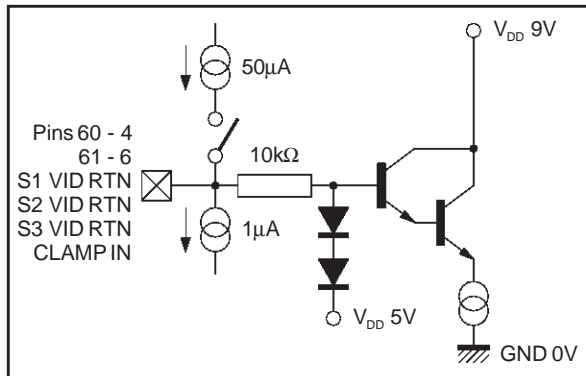 V_DD 9V
50μA
Pins 60 - 4
61 - 6
S1 VID RTN
S2 VID RTN
S3 VID RTN
CLAMP IN
10kΩ
1μA
V_DD 5V
GND 0V